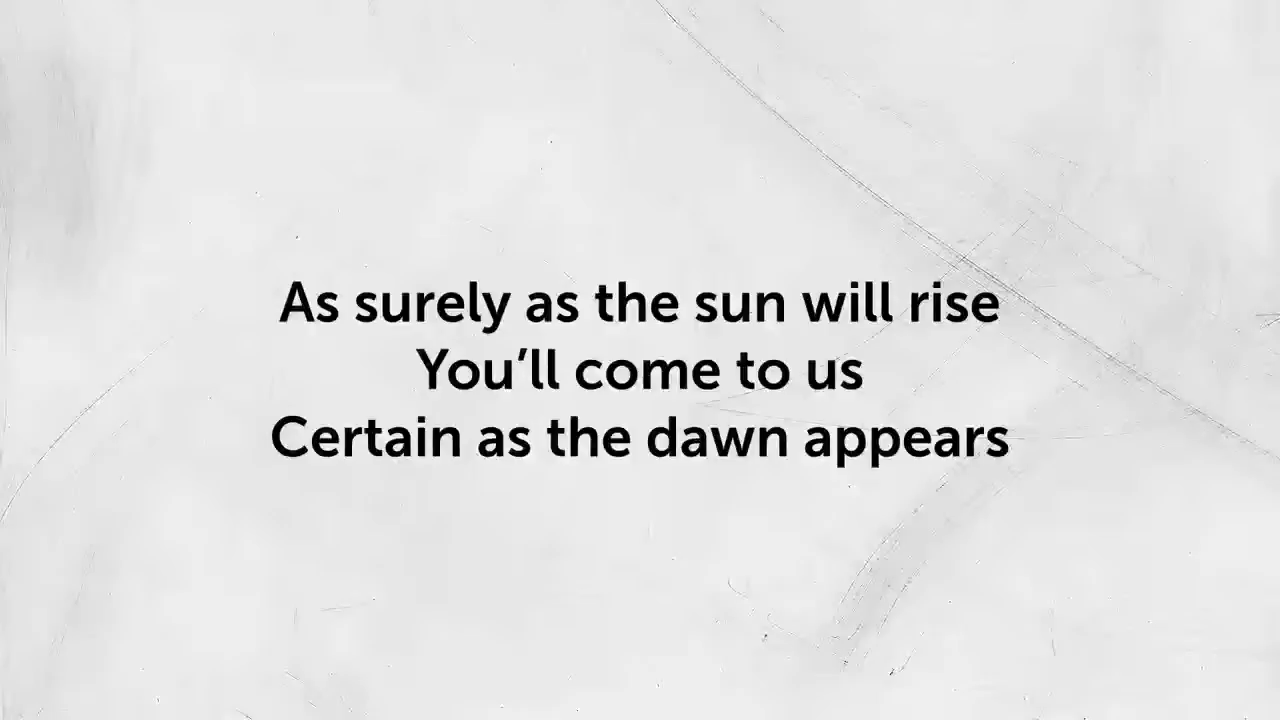 As surely as the sun will rise
You’ll come to us
Certain as the dawn appears